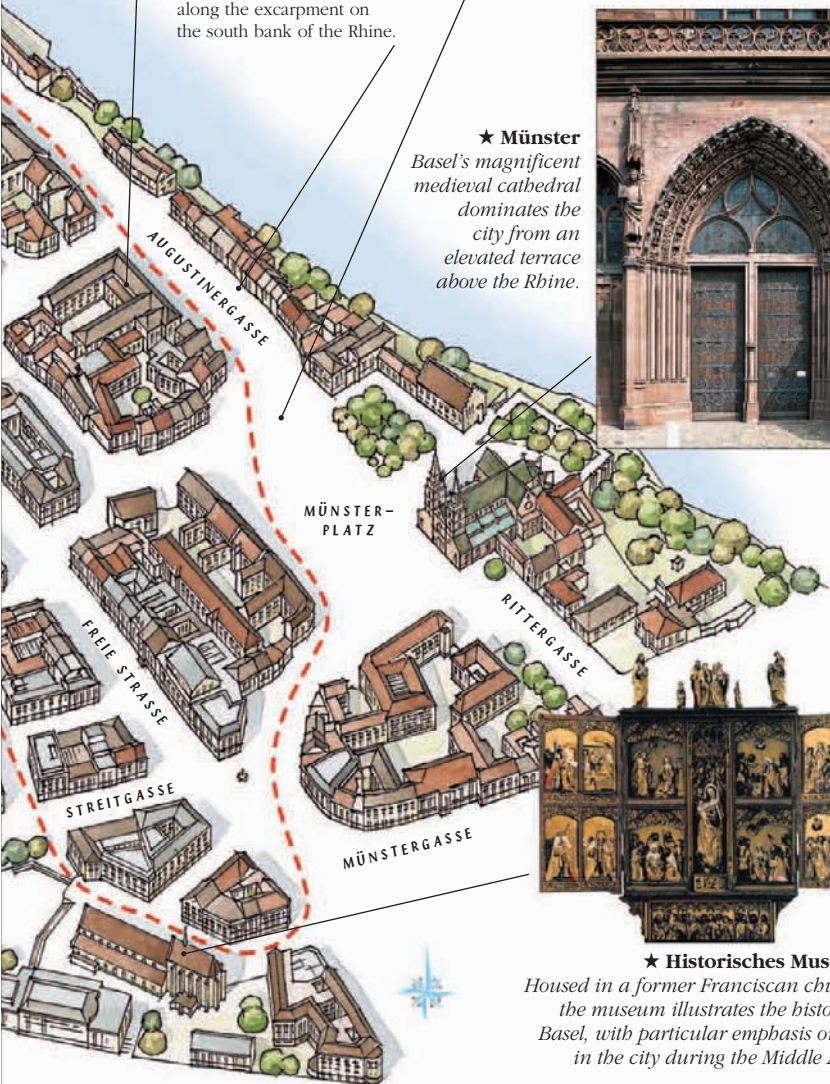 along the excarpment on
the south bank of the Rhine.
★ Münster
Basel's magnificent
medieval cathedral
dominates the
city from an
elevated terrace
above the Rhine.
AUGUSTINERGASSE
MÜNSTER–
PLATZ
RITTERGASSE
FREIE STRASSE
STREITGASSE
MÜNSTERGASSE
★ Historisches Mus
Housed in a former Franciscan chu
the museum illustrates the histo
Basel, with particular emphasis o
in the city during the Middle